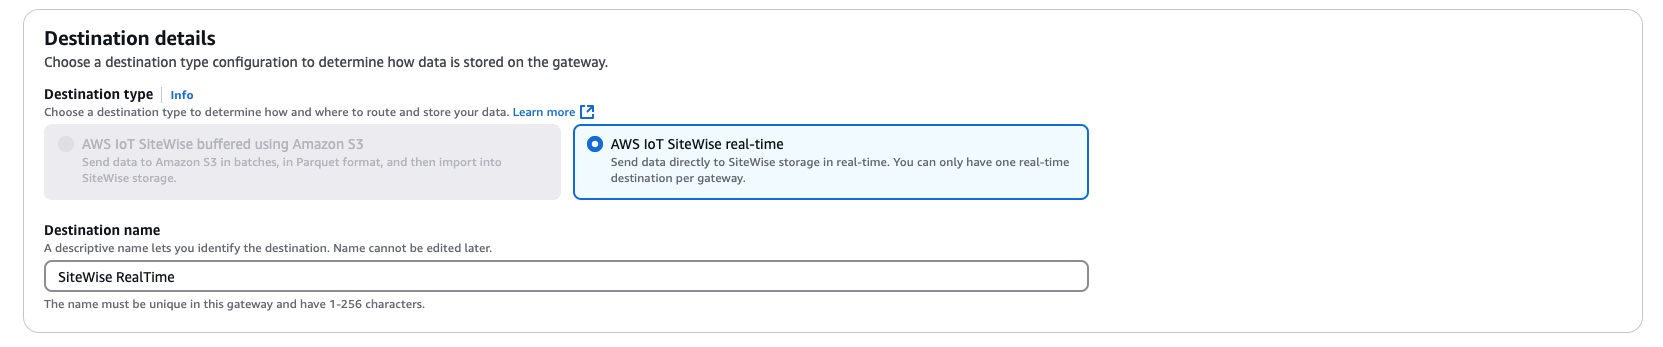 Destination details
Choose a destination type configuration to determine how data is stored on the gateway.
Destination type | Info
Choose a destination type to determine how and where to route and store your data. Learn more
AWS IoT SiteWise buffered using Amazon S3
Send data to Amazon S3 in batches, in Parquet format, and then import into
SiteWise storage.
AWS IoT SiteWise real-time
Send data directly to SiteWise storage in real-time. You can only have one real-time
destination per gateway.
Destination name
A descriptive name lets you identify the destination. Name cannot be edited later.
SiteWise RealTime
The name must be unique in this gateway and have 1-256 characters.